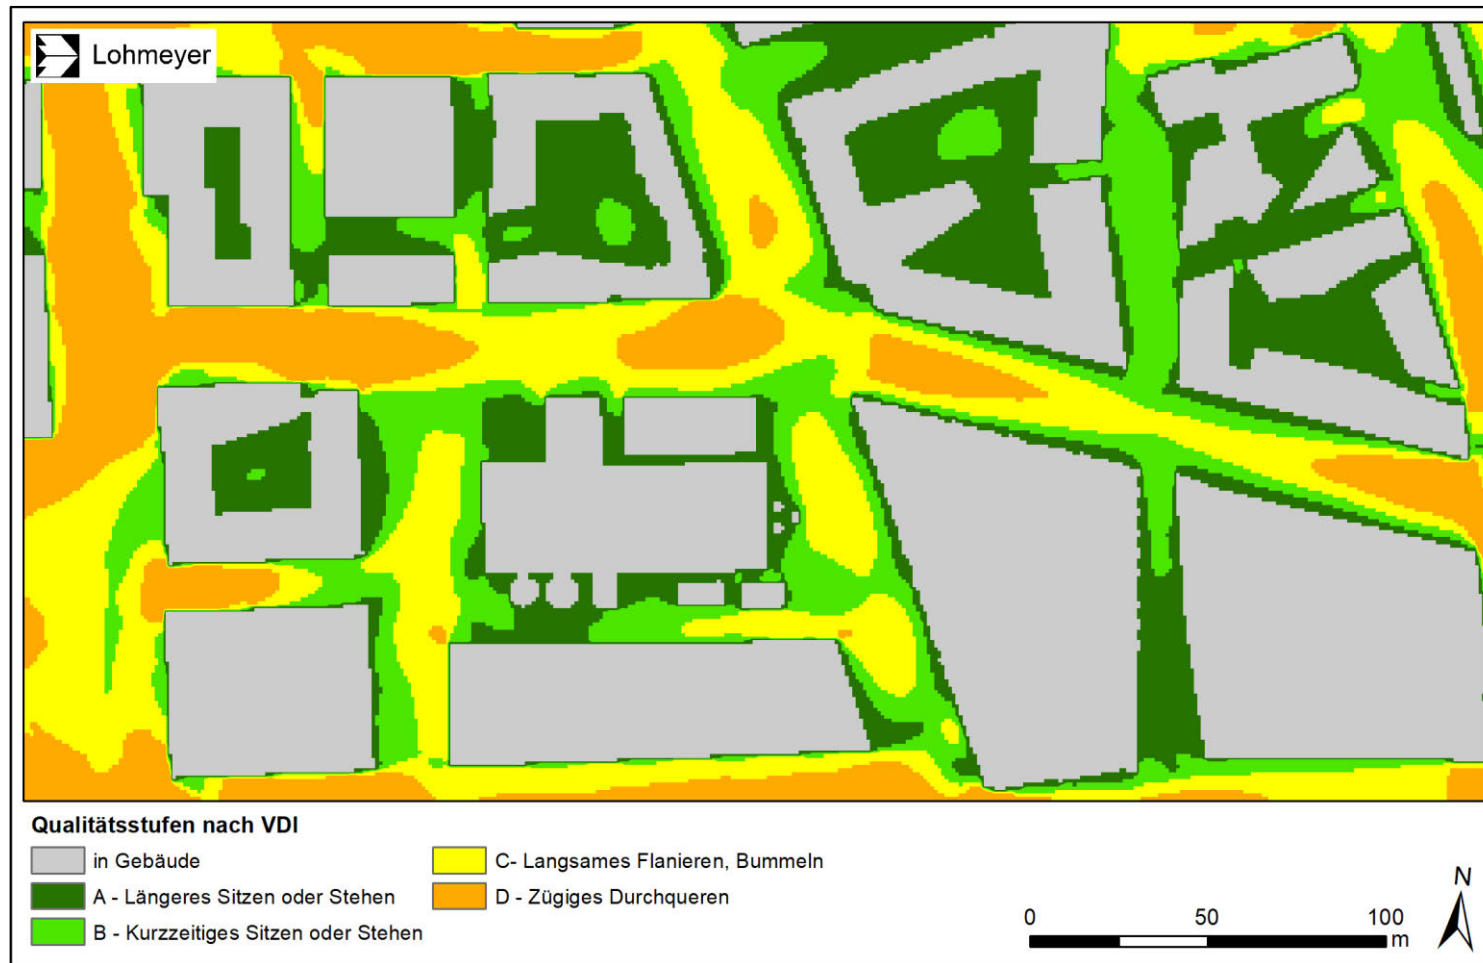 Lohmeyer
Qualitätsstufen nach VDI
in Gebäude
A - Längeres Sitzen oder Stehen
B - Kurzzeitiges Sitzen oder Stehen
C- Langsames Flanieren, Bummeln
D - Zügiges Durchqueren
0 50 100
m
N